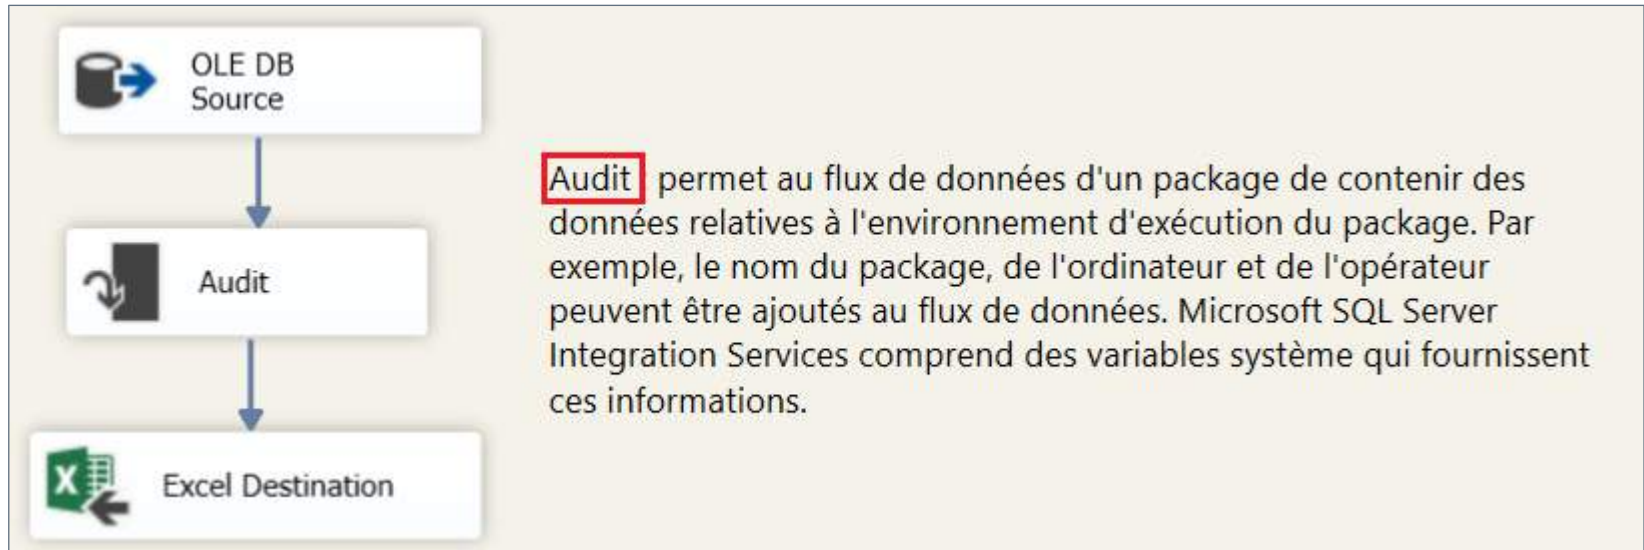 OLE DB
Source
Audit
Excel Destination
Audit permet au flux de données d'un package de contenir des
données relatives à l'environnement d'exécution du package. Par
exemple, le nom du package, de l'ordinateur et de l'opérateur
peuvent être ajoutés au flux de données. Microsoft SQL Server
Integration Services comprend des variables système qui fournissent
ces informations.